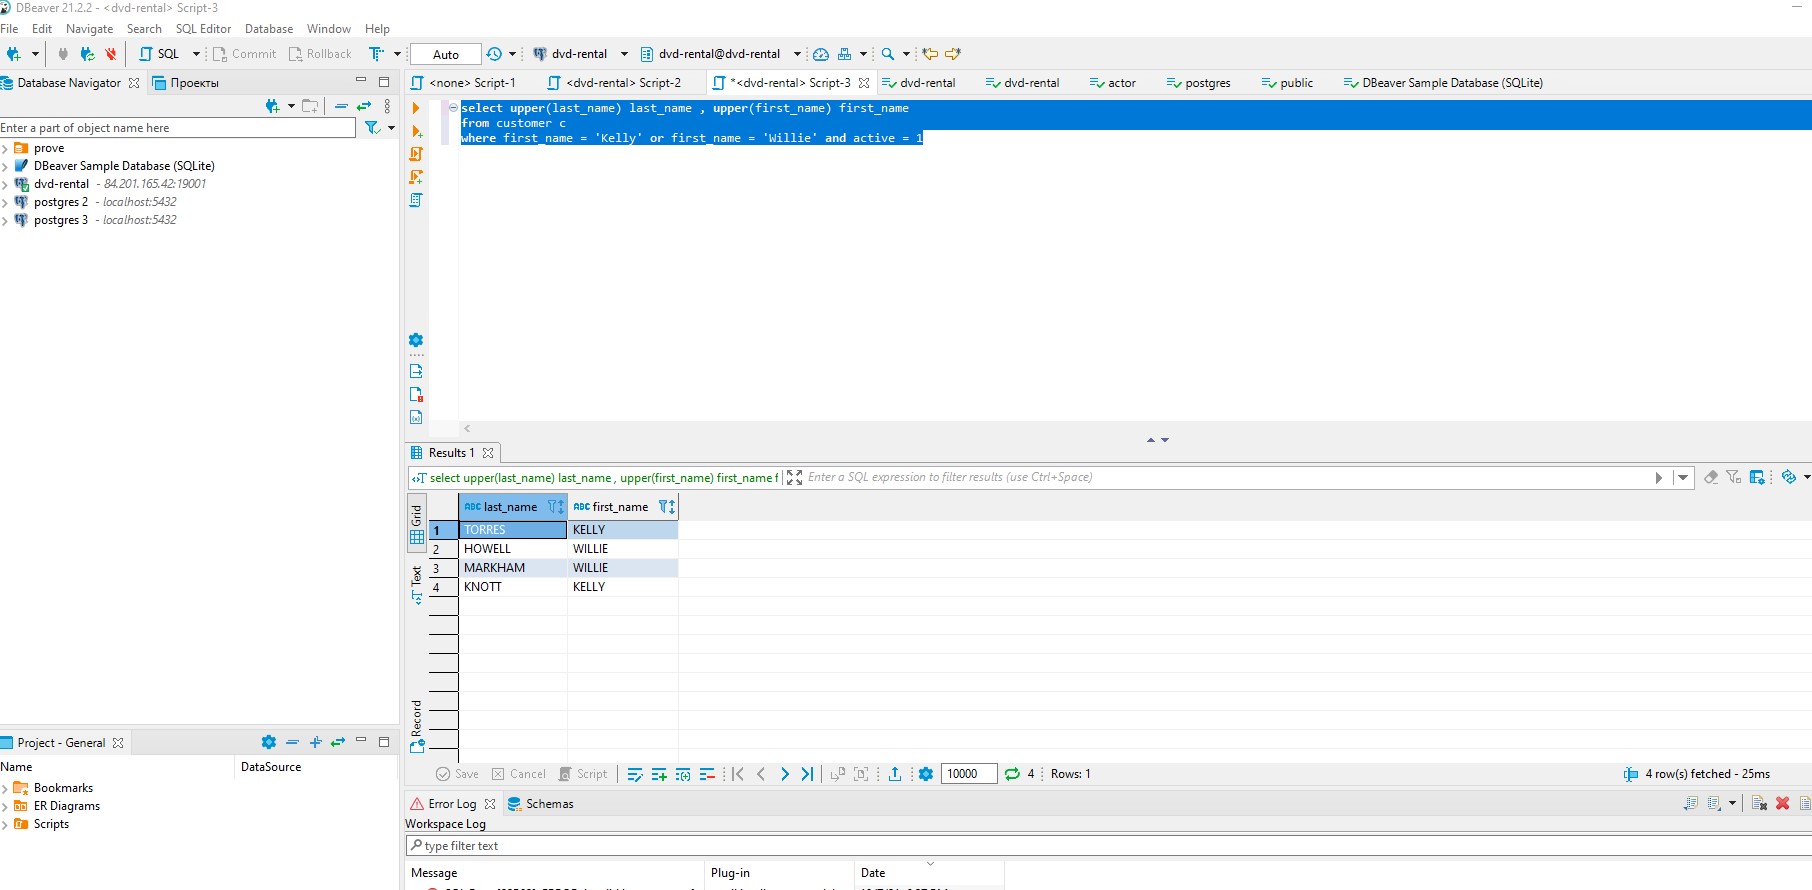 DBeaver 21.2.2 - <dvd-rental> Script-3
File Edit Navigate Search SQL Editor Database Window Help
SQL Commit Rollback Auto dvd-rental dvd-rental@dvd-rental
Database Navigator Проекты
<none> Script-1 <dvd-rental> Script-2 *<dvd-rental> Script-3 dvd-rental dvd-rental actor postgres public DBeaver Sample Database (SQLite)
Enter a part of object name here
prove
DBeaver Sample Database (SQLite)
dvd-rental - 84.201.165.42:19001
postgres 2 - localhost:5432
postgres 3 - localhost:5432
select upper(last_name) last_name , upper(first_name) first_name
from customer c
where first_name = 'Kelly' or first_name = 'Willie' and active = 1
Results 1
select upper(last_name) last_name , upper(first_name) first_name f
Enter a SQL expression to filter results (use Ctrl+Space)
Grid
Text
Record
ABC last_name ABC first_name
1 TORRES KELLY
2 HOWELL WILLIE
3 MARKHAM WILLIE
4 KNOTT KELLY
Save Cancel Script 10000 4 Rows: 1 4 row(s) fetched - 25ms
Project - General
Name DataSource
Bookmarks
ER Diagrams
Scripts
Error Log Schemas
Workspace Log
type filter text
Message Plug-in Date